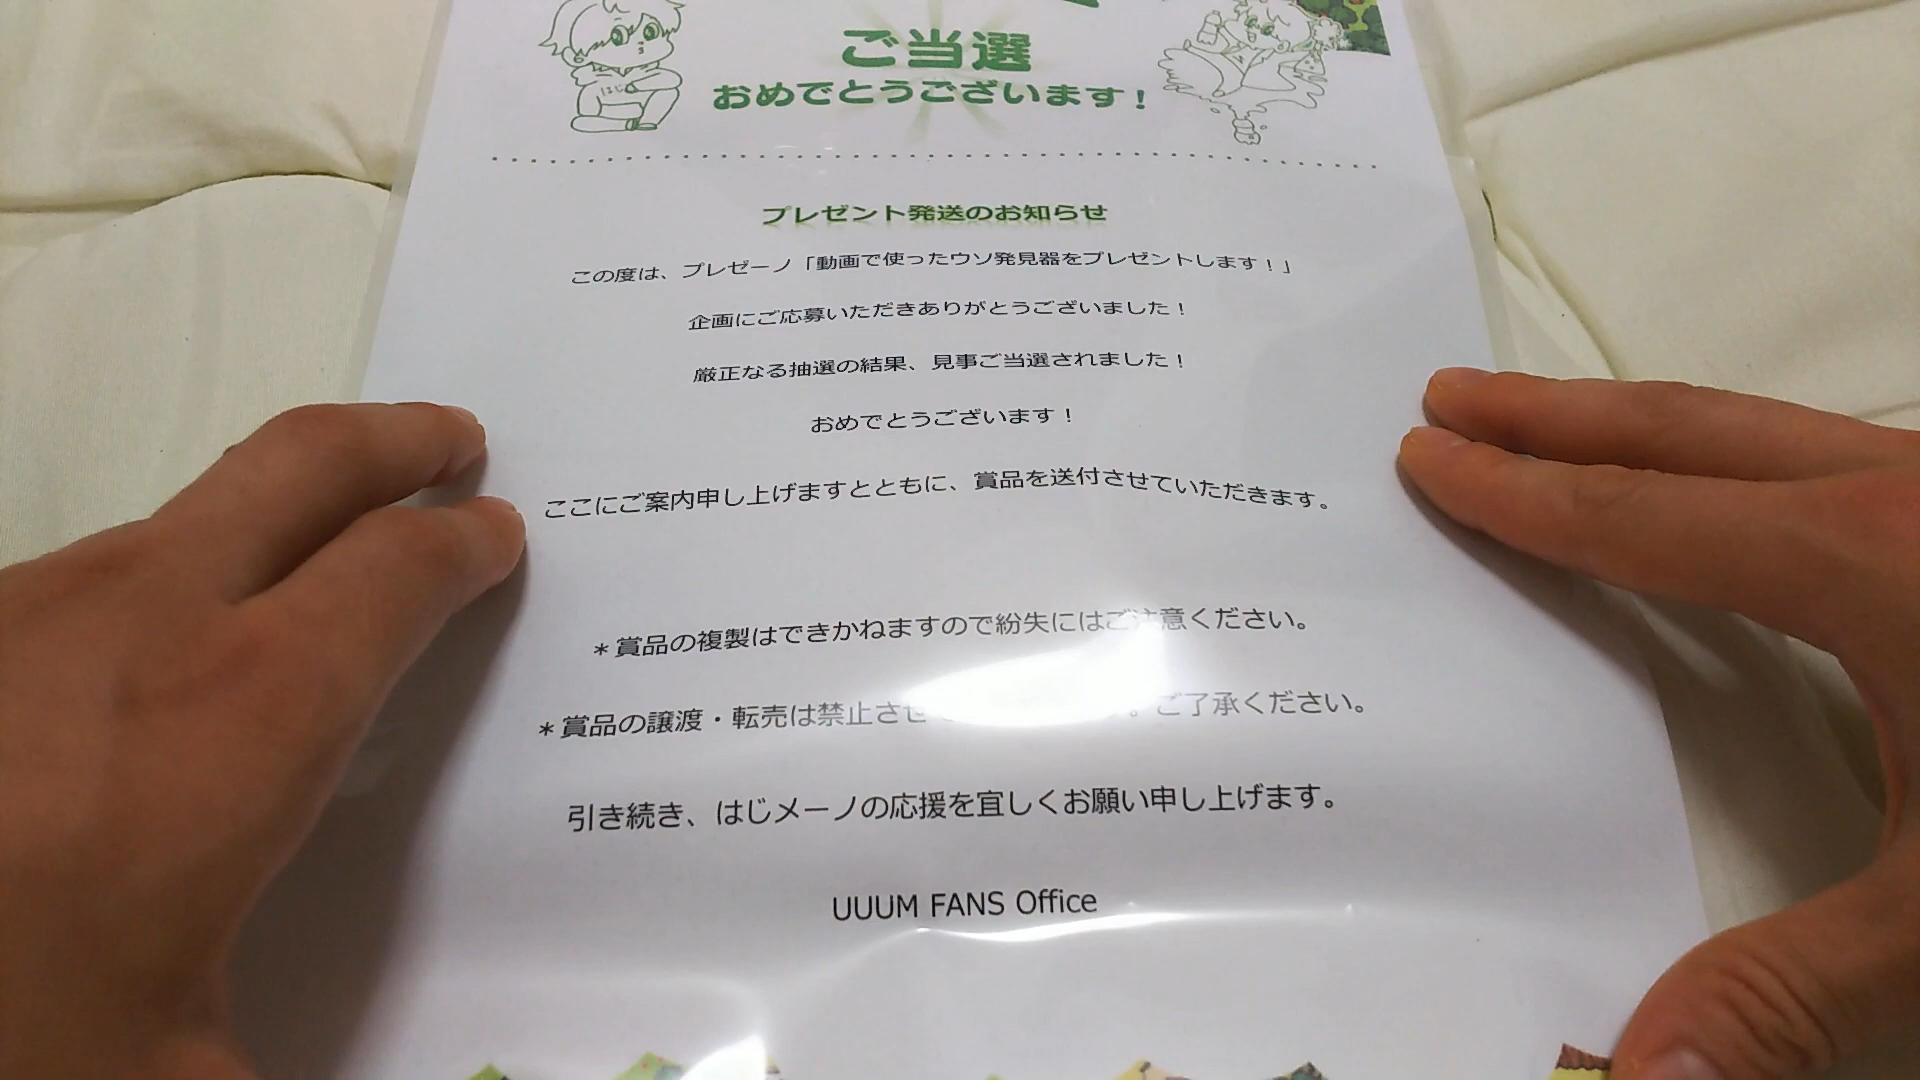 ご当選
おめでとうございます！
はじ
プレゼント発送のお知らせ
この度は、プレゼーノ「動画で使ったウソ発見器をプレゼントします！」
企画にご応募いただきありがとうございました！
厳正なる抽選の結果、見事ご当選されました！
おめでとうございます！
ここにご案内申し上げますとともに、賞品を送付させていただきます。
＊賞品の複製はできかねますので紛失にはご注意ください。
＊賞品の譲渡・転売は禁止させ 。ご了承ください。
引き続き、はじメーノの応援を宜しくお願い申し上げます。
UUUM FANS Office